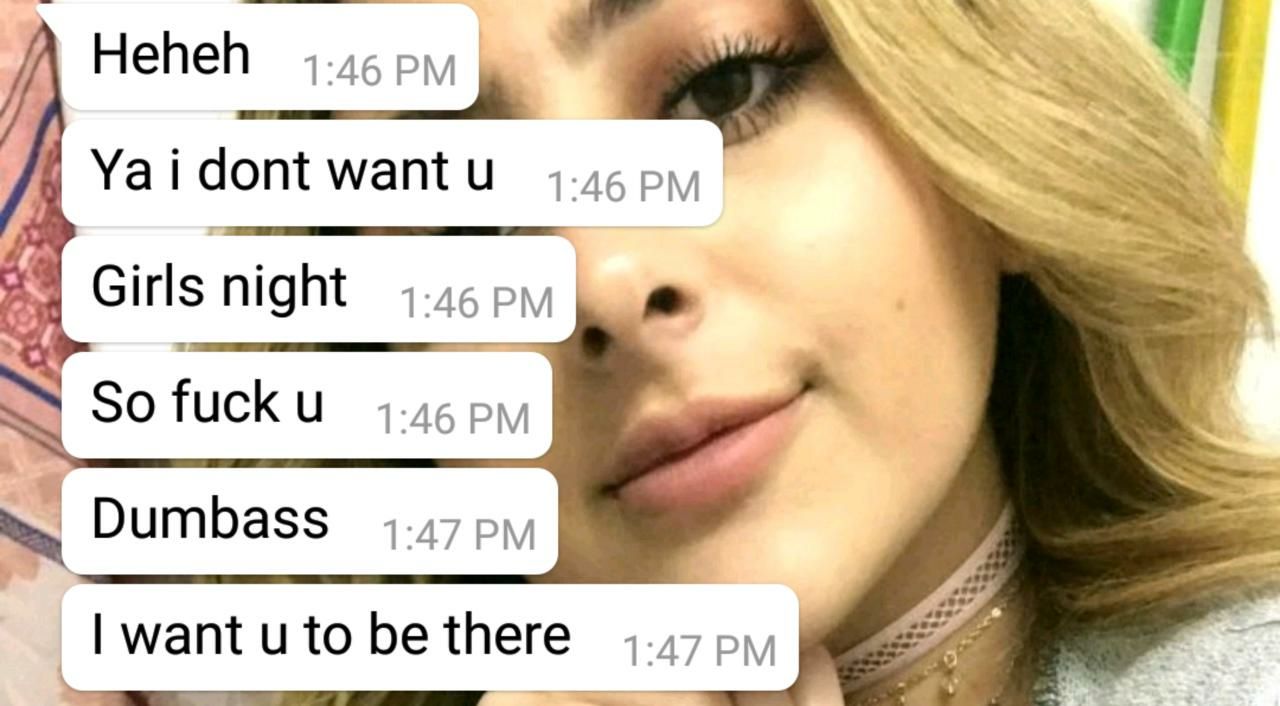 Heheh 1:46 PM
Ya i dont want u 1:46 PM
Girls night 1:46 PM
So fuck u 1:46 PM
Dumbass 1:47 PM
I want u to be there 1:47 PM